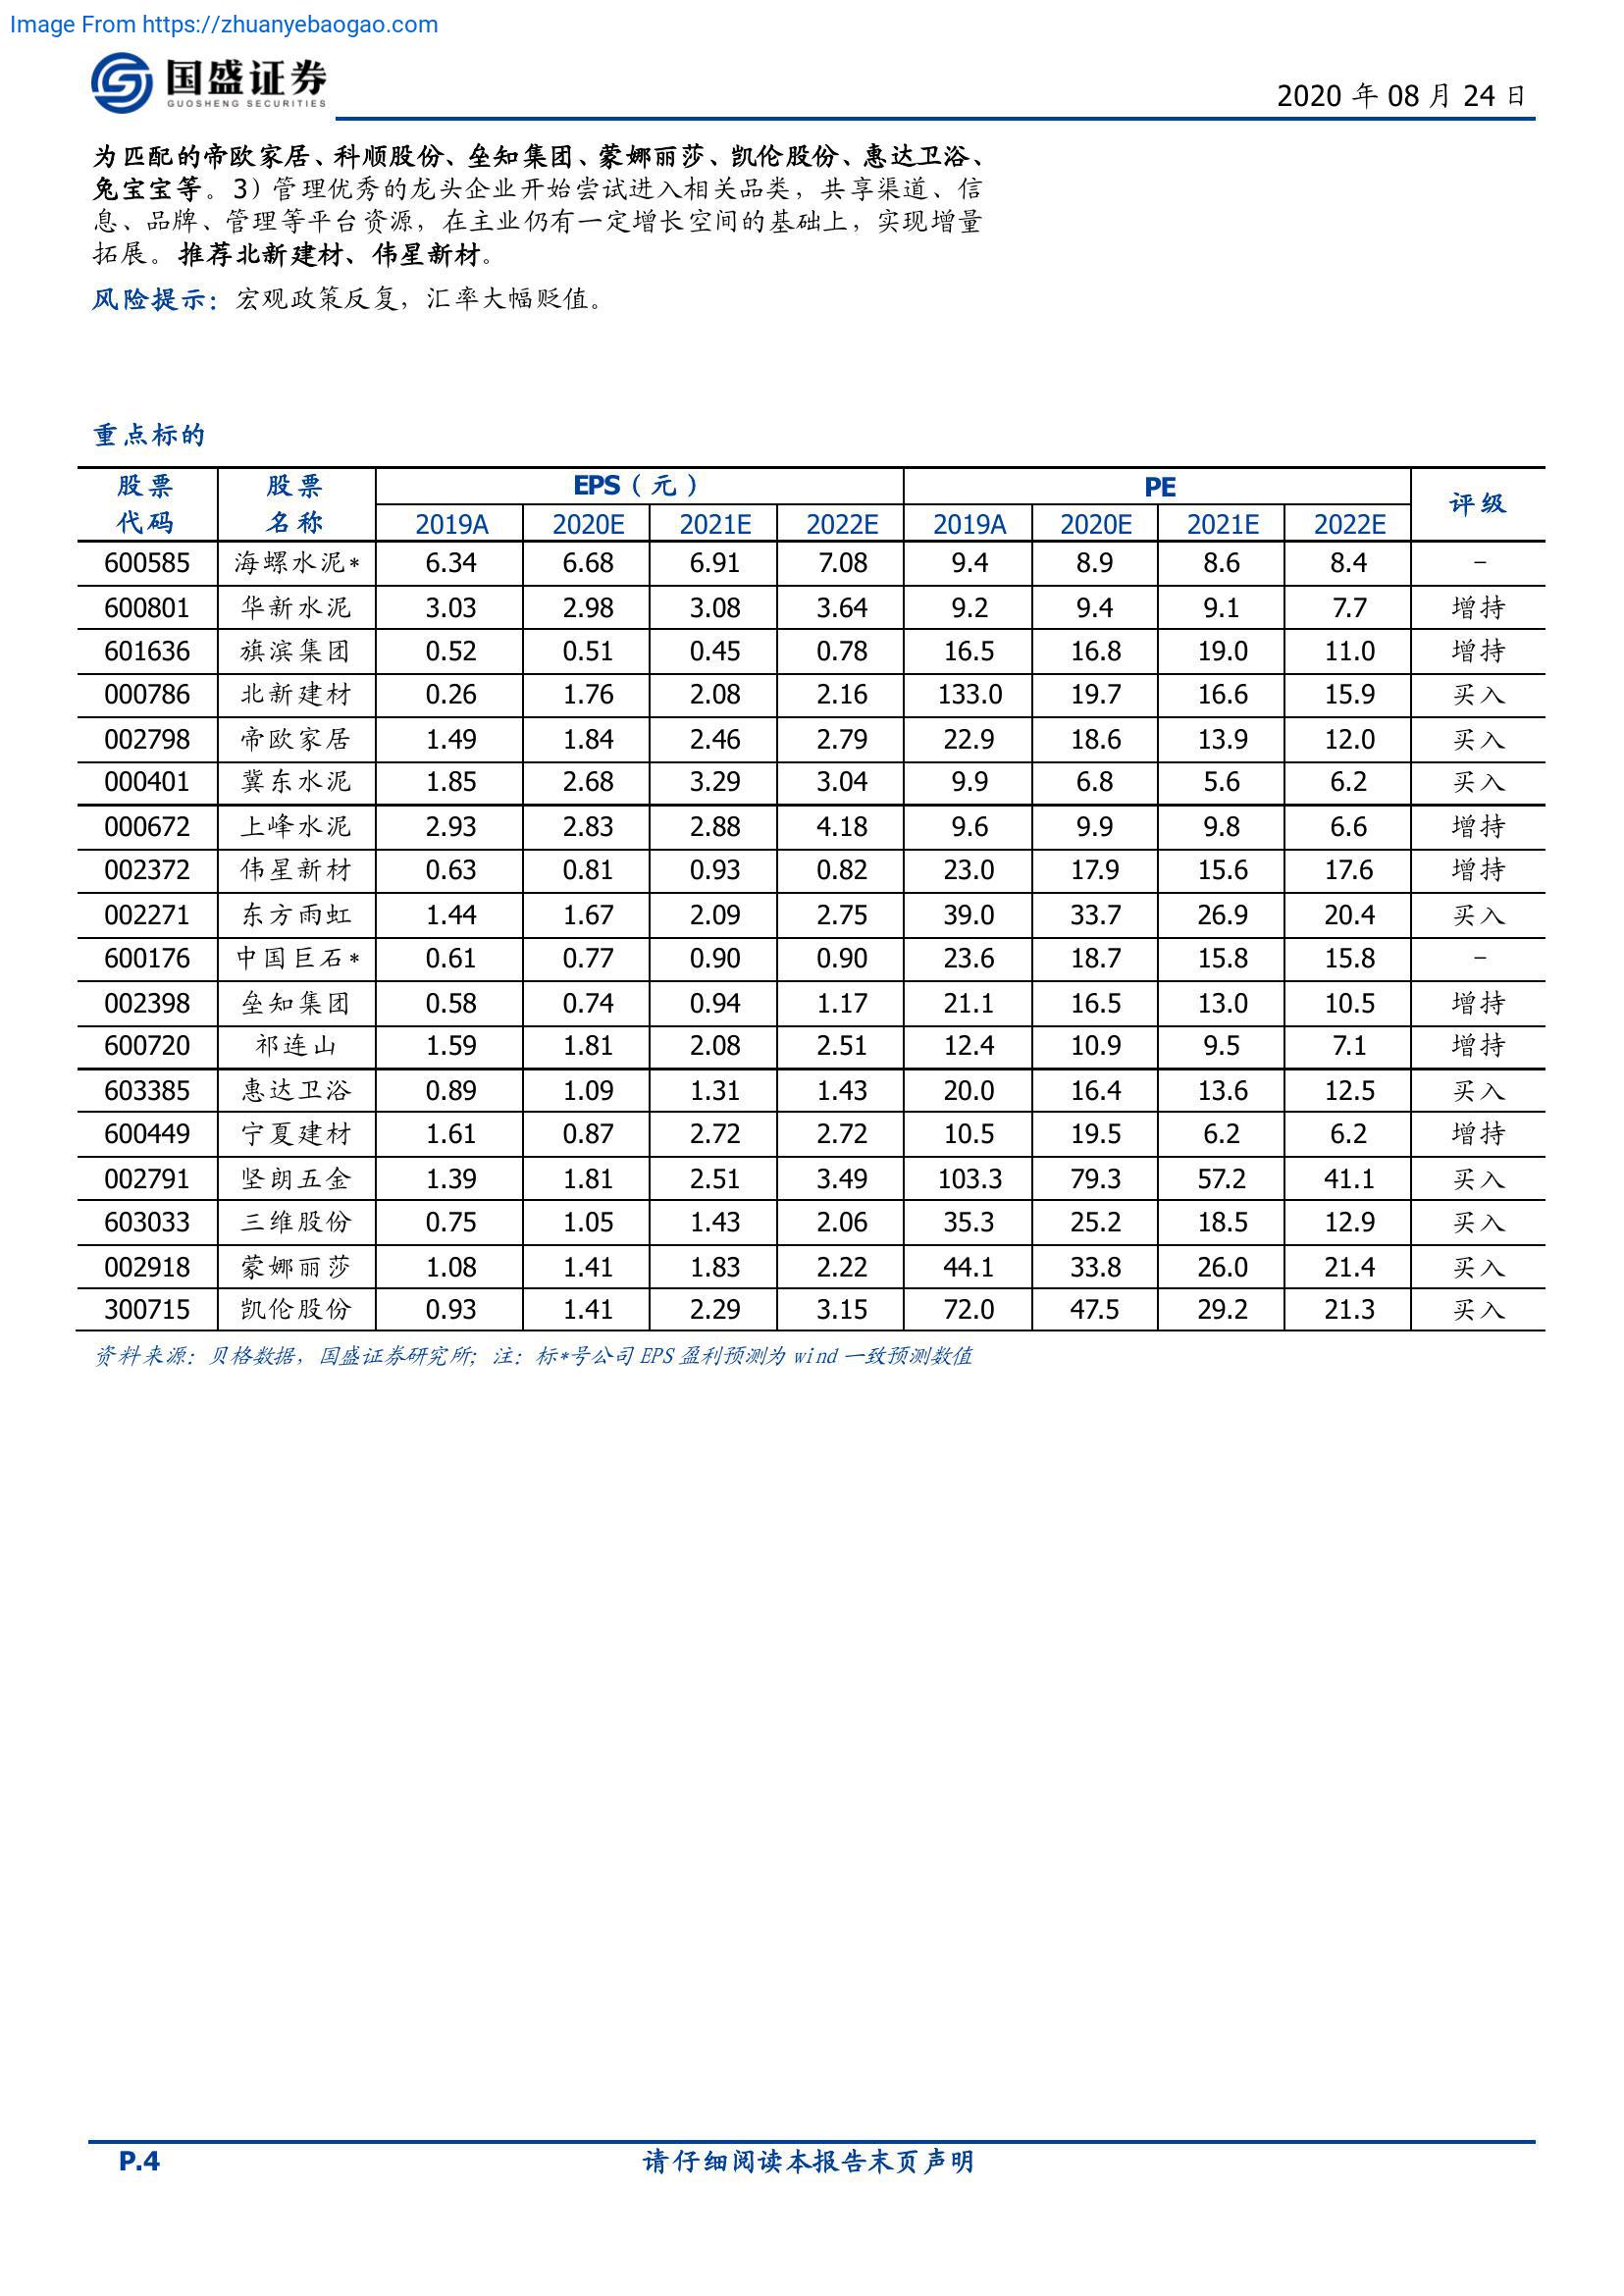 Image From https://zhuanyebaogao.com
国盛证券
GUOSHENG SECURITIES
2020 年 08 月 24 日
为匹配的帝欧家居、科顺股份、垒知集团、蒙娜丽莎、凯伦股份、惠达卫浴、
兔宝宝等。3）管理优秀的龙头企业开始尝试进入相关品类，共享渠道、信
息、品牌、管理等平台资源，在主业仍有一定增长空间的基础上，实现增量
拓展。推荐北新建材、伟星新材。
风险提示：宏观政策反复，汇率大幅贬值。
重点标的
股票 股票 EPS（元） PE 评级
代码 名称 2019A 2020E 2021E 2022E 2019A 2020E 2021E 2022E
600585 海螺水泥* 6.34 6.68 6.91 7.08 9.4 8.9 8.6 8.4 -
600801 华新水泥 3.03 2.98 3.08 3.64 9.2 9.4 9.1 7.7 增持
601636 旗滨集团 0.52 0.51 0.45 0.78 16.5 16.8 19.0 11.0 增持
000786 北新建材 0.26 1.76 2.08 2.16 133.0 19.7 16.6 15.9 买入
002798 帝欧家居 1.49 1.84 2.46 2.79 22.9 18.6 13.9 12.0 买入
000401 冀东水泥 1.85 2.68 3.29 3.04 9.9 6.8 5.6 6.2 买入
000672 上峰水泥 2.93 2.83 2.88 4.18 9.6 9.9 9.8 6.6 增持
002372 伟星新材 0.63 0.81 0.93 0.82 23.0 17.9 15.6 17.6 增持
002271 东方雨虹 1.44 1.67 2.09 2.75 39.0 33.7 26.9 20.4 买入
600176 中国巨石* 0.61 0.77 0.90 0.90 23.6 18.7 15.8 15.8 -
002398 垒知集团 0.58 0.74 0.94 1.17 21.1 16.5 13.0 10.5 增持
600720 祁连山 1.59 1.81 2.08 2.51 12.4 10.9 9.5 7.1 增持
603385 惠达卫浴 0.89 1.09 1.31 1.43 20.0 16.4 13.6 12.5 买入
600449 宁夏建材 1.61 0.87 2.72 2.72 10.5 19.5 6.2 6.2 增持
002791 坚朗五金 1.39 1.81 2.51 3.49 103.3 79.3 57.2 41.1 买入
603033 三维股份 0.75 1.05 1.43 2.06 35.3 25.2 18.5 12.9 买入
002918 蒙娜丽莎 1.08 1.41 1.83 2.22 44.1 33.8 26.0 21.4 买入
300715 凯伦股份 0.93 1.41 2.29 3.15 72.0 47.5 29.2 21.3 买入
资料来源：贝格数据，国盛证券研究所；注：标*号公司 EPS 盈利预测为 wind 一致预测数值
P.4 请仔细阅读本报告末页声明